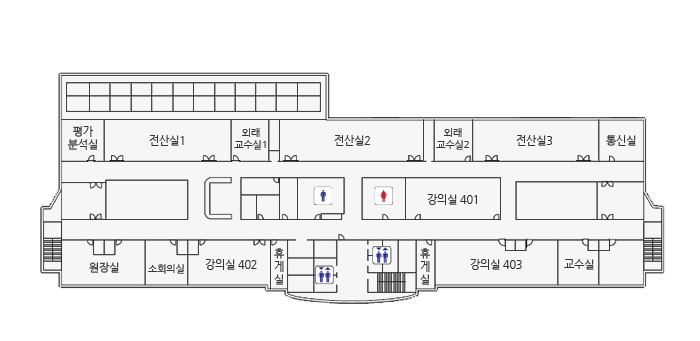 평가
분석실
전산실1
외래
교수실1
전산실2
외래
교수실2
전산실3
통신실
강의실 401
원장실
소회의실
강의실 402
휴
게
실
휴
게
실
강의실 403
교수실